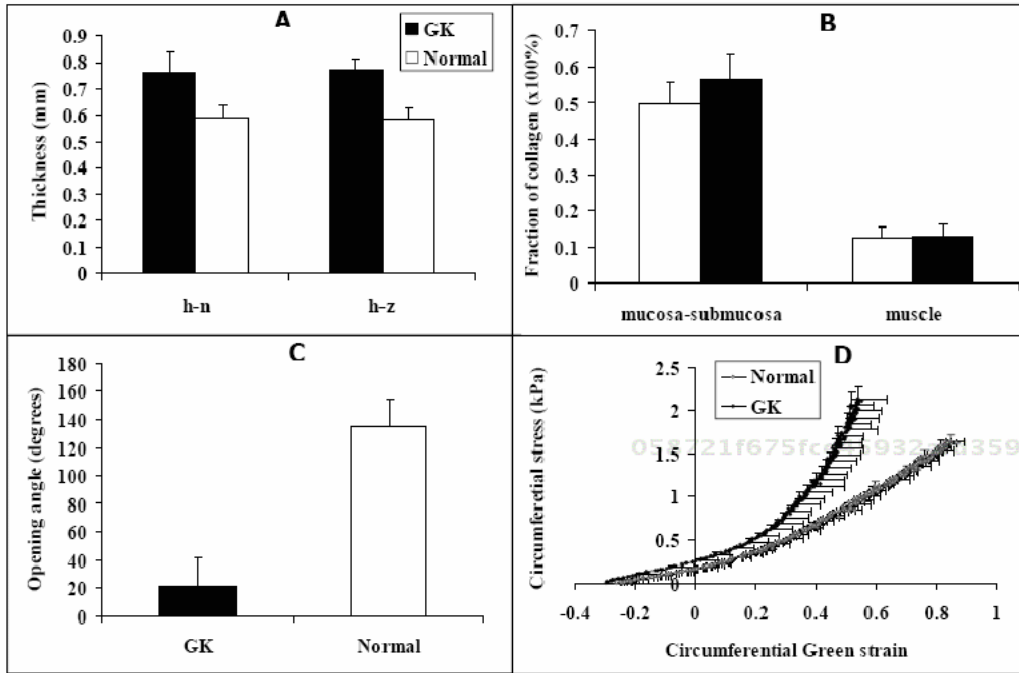 A
GK
Normal
Thickness (mm)
0.9
0.8
0.7
0.6
0.5
0.4
0.3
0.2
0.1
0
h-n
h-z
B
Fraction of collagen (x100%)
0.7
0.6
0.5
0.4
0.3
0.2
0.1
0
mucosa-submucosa
muscle
C
Opening angle (degrees)
180
160
140
120
100
80
60
40
20
0
GK
Normal
D
Normal
GK
Circumferetial stress (kPa)
2.5
2
1.5
1
0.5
0
-0.4
-0.2
0
0.2
0.4
0.6
0.8
1
Circumferential Green strain